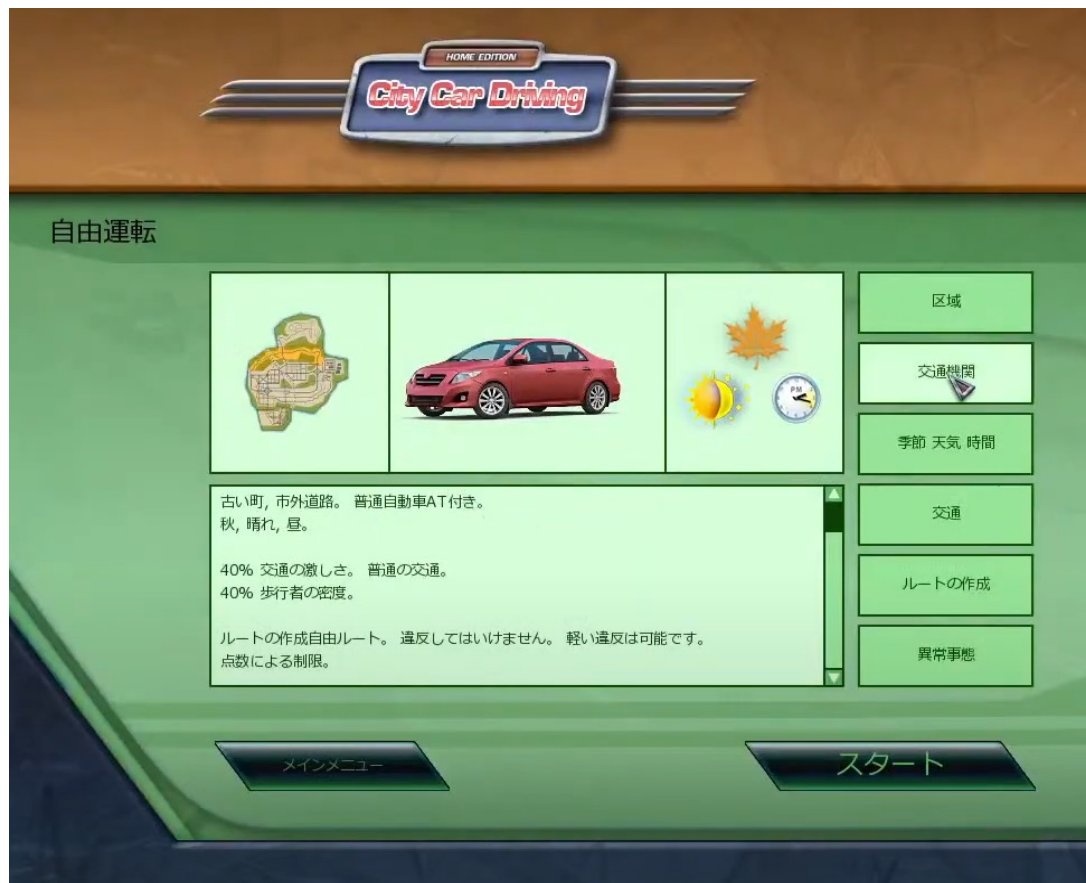 HOME EDITION
City Car Driving
自由運転
区域
交通機関
季節 天気 時間
交通
ルートの作成
異常事態
PM
古い町, 市外道路。 普通自動車AT付き。
秋, 晴れ, 昼。
40% 交通の激しさ。 普通の交通。
40% 歩行者の密度。
ルートの作成自由ルート。 違反してはいけません。 軽い違反は可能です。
点数による制限。
メインメニュー
スタート